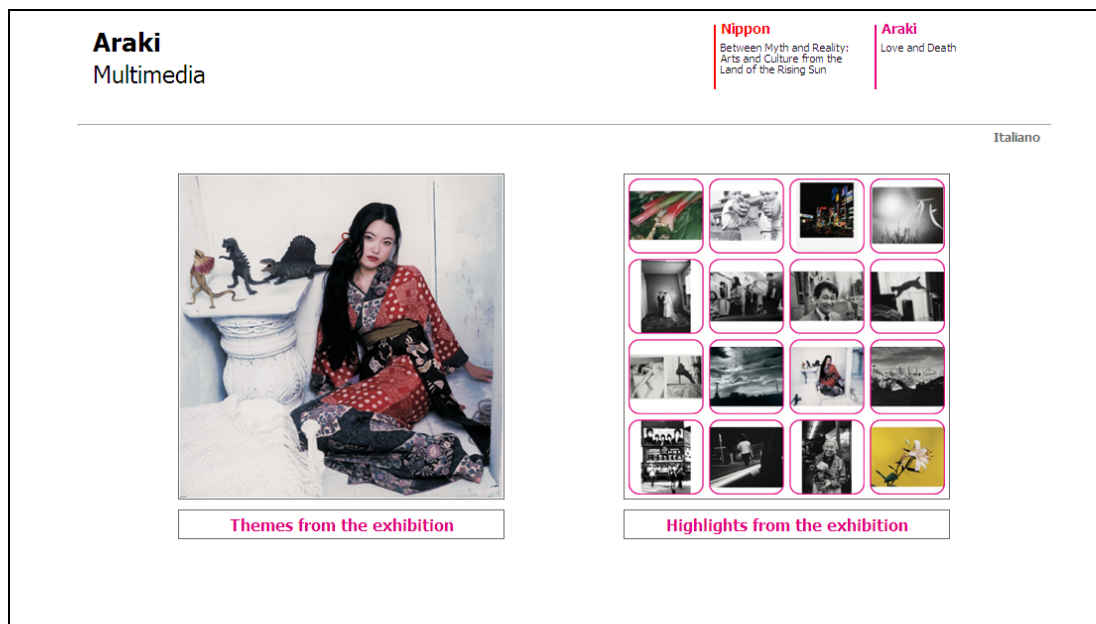 Araki
Multimedia
Nippon
Between Myth and Reality:
Arts and Culture from the
Land of the Rising Sun
Araki
Love and Death
Italiano
Themes from the exhibition
Highlights from the exhibition